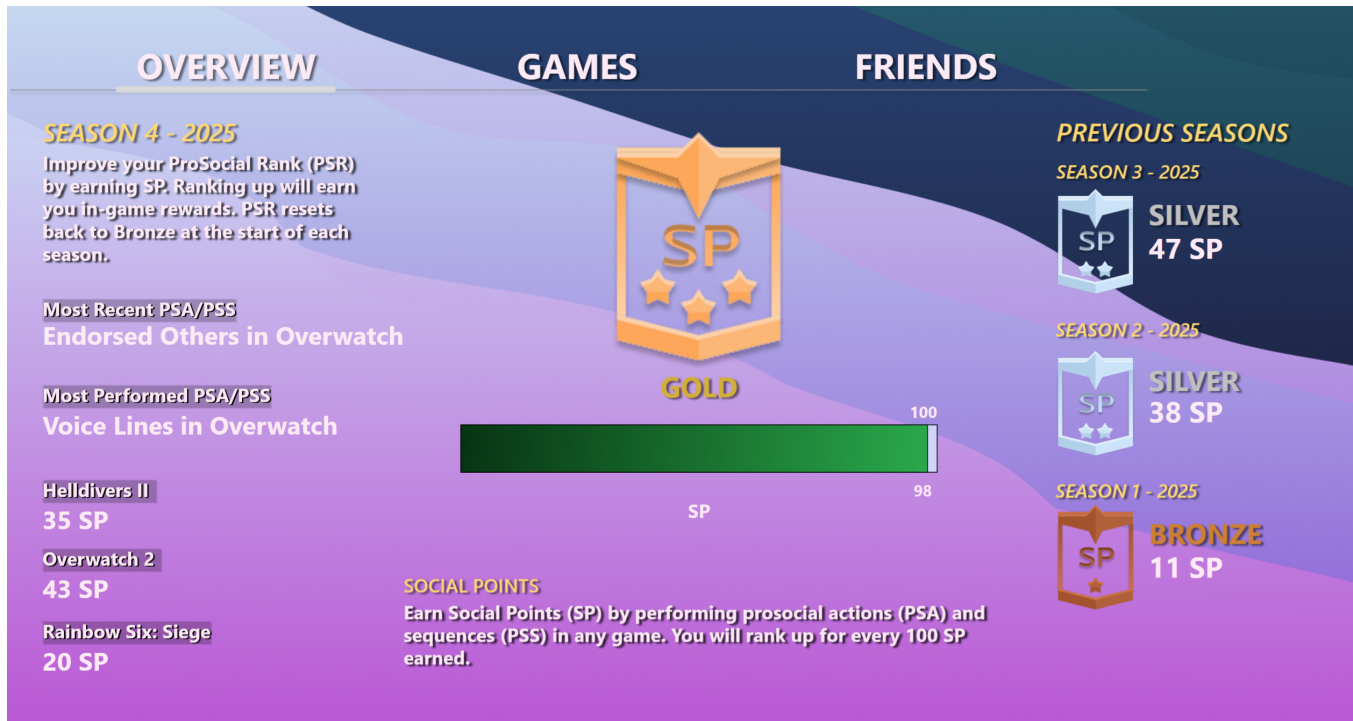 OVERVIEW
GAMES
FRIENDS
SEASON 4 - 2025
Improve your ProSocial Rank (PSR)
by earning SP. Ranking up will earn
you in-game rewards. PSR resets
back to Bronze at the start of each
season.
Most Recent PSA/PSS
Endorsed Others in Overwatch
Most Performed PSA/PSS
Voice Lines in Overwatch
Helldivers II
35 SP
Overwatch 2
43 SP
Rainbow Six: Siege
20 SP
SP
GOLD
100
98
SP
SOCIAL POINTS
Earn Social Points (SP) by performing prosocial actions (PSA) and
sequences (PSS) in any game. You will rank up for every 100 SP
earned.
PREVIOUS SEASONS
SEASON 3 - 2025
SP
SILVER
47 SP
SEASON 2 - 2025
SP
SILVER
38 SP
SEASON 1 - 2025
SP
BRONZE
11 SP